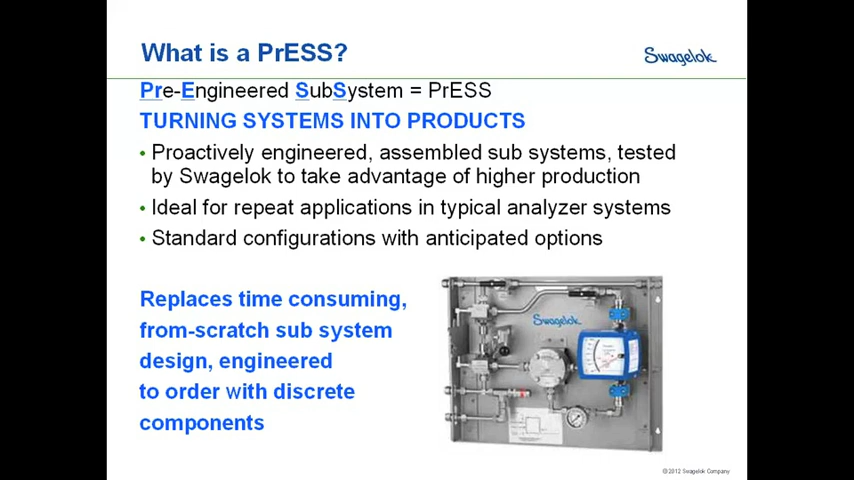 What is a PrESS?
Swagelok
Pre-Engineered SubSystem = PrESS
TURNING SYSTEMS INTO PRODUCTS
• Proactively engineered, assembled sub systems, tested
by Swagelok to take advantage of higher production
• Ideal for repeat applications in typical analyzer systems
• Standard configurations with anticipated options
Replaces time consuming,
from-scratch sub system
design, engineered
to order with discrete
components
Swagelok
©2012 Swagelok Company